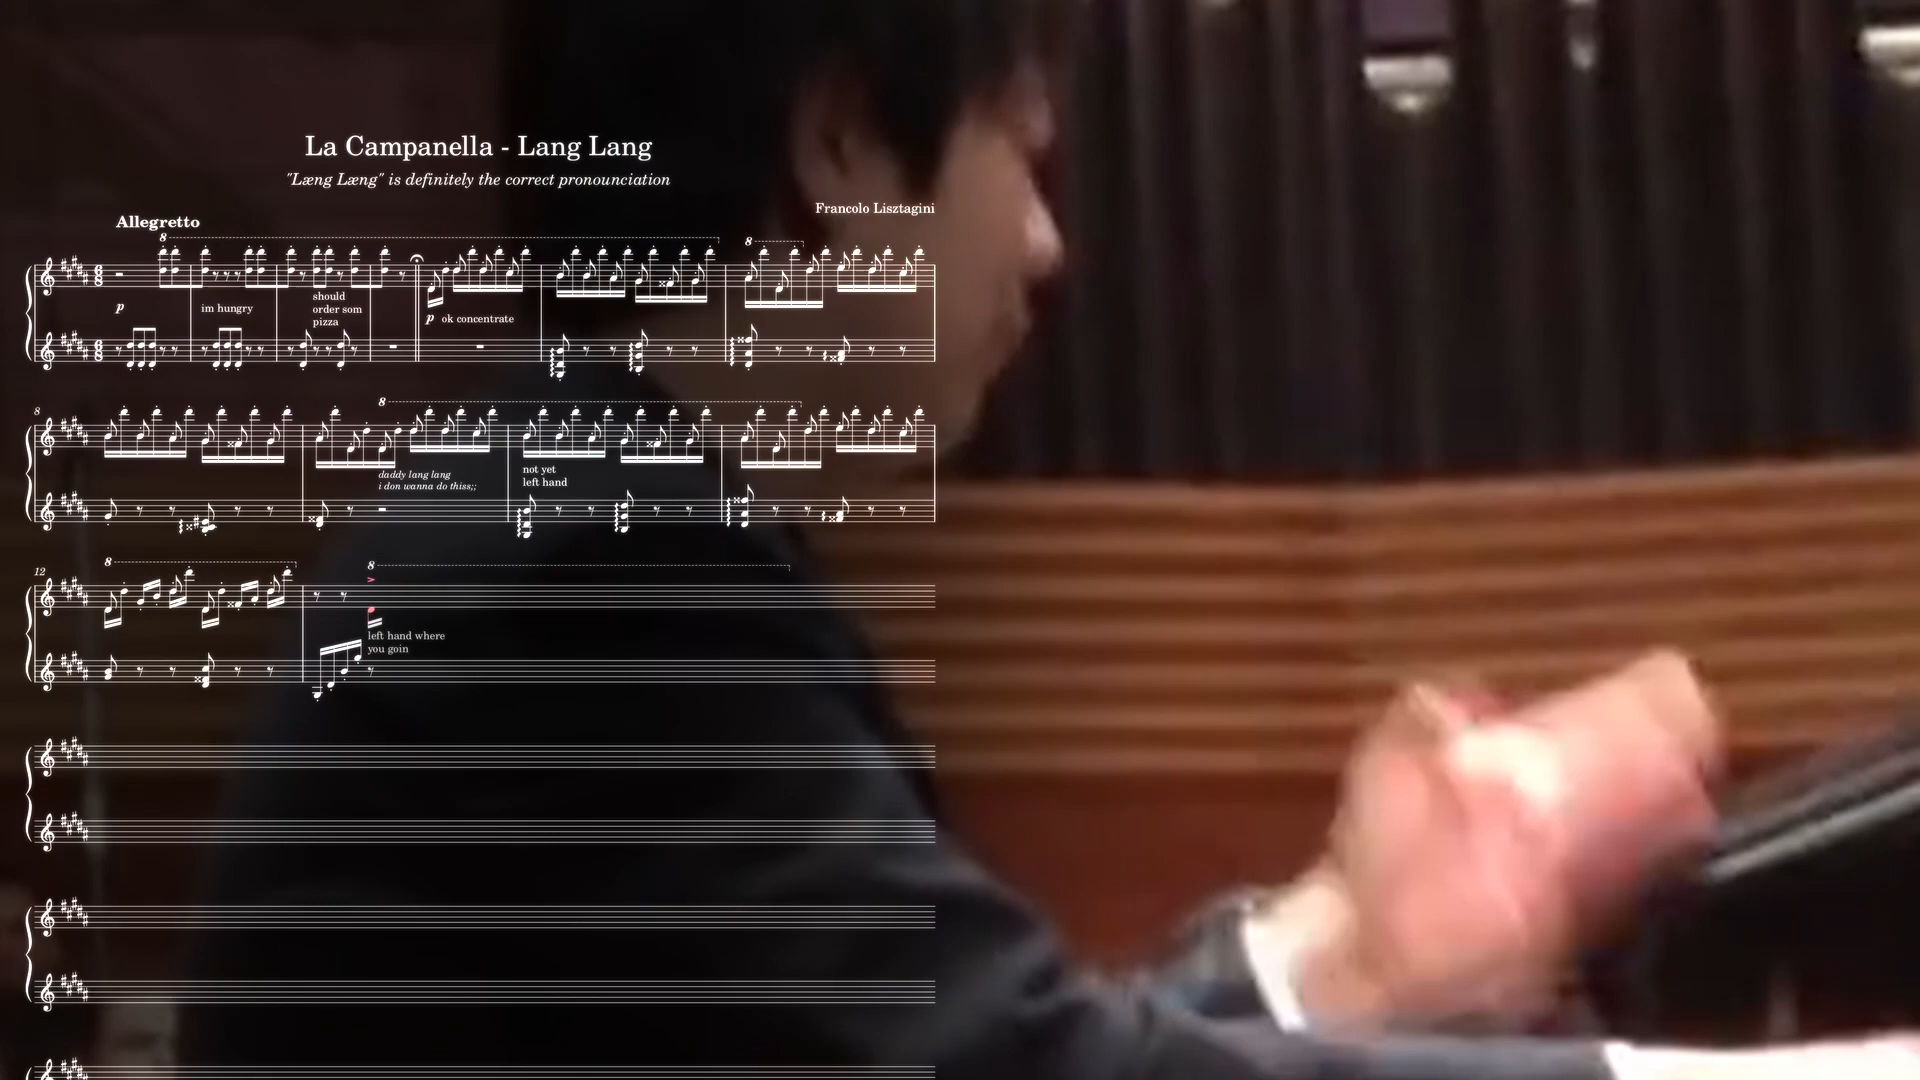 La Campanella - Lang Lang
"Læng Læng" is definitely the correct pronounciation
Francolo Lisztagini
Allegretto
8
8
p
im hungry
should
order som
pizza
p ok concentrate
8
8
daddy lang lang
i don wanna do thiss;;
not yet
left hand
12
8
8
left hand where
you goin